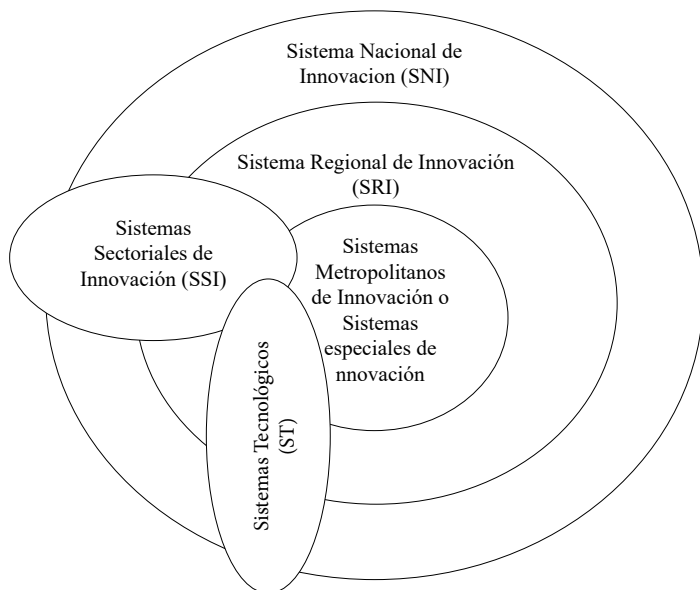 Sistema Nacional de
Innovacion (SNI)
Sistema Regional de Innovación
(SRI)
Sistemas
Sectoriales de
Innovación (SSI)
Sistemas
Metropolitanos
de Innovación o
Sistemas
especiales de
nnovación
Sistemas Tecnológicos
(ST)